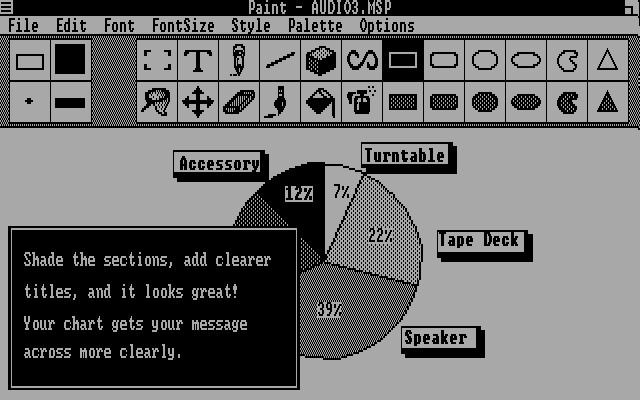 Paint - AUDIO3.MSP
File Edit Font FontSize Style Palette Options
T
Accessory
Turntable
12%
7%
22%
Tape Deck
39%
Speaker
Shade the sections, add clearer
titles, and it looks great!
Your chart gets your message
across more clearly.